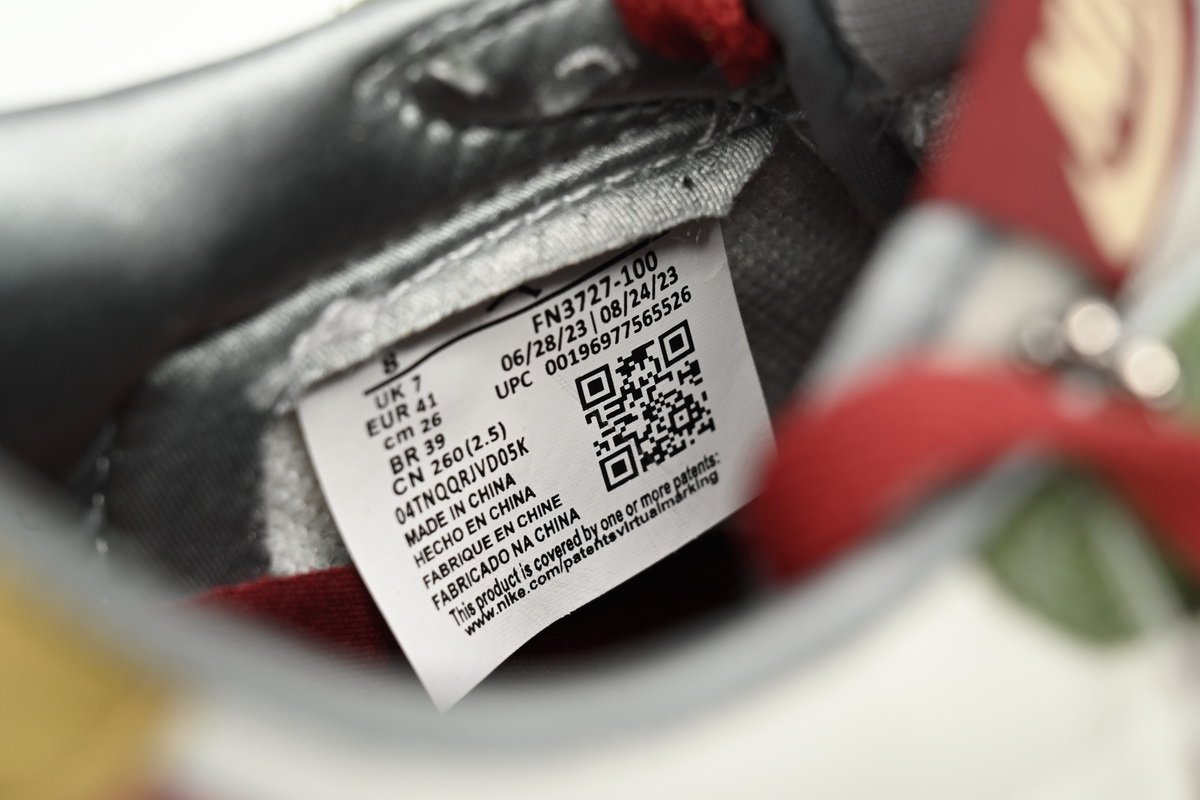 8
UK 7
EUR 41
cm 26
BR 39
CN 260(2.5)
04TNQQRJVD05K
MADE IN CHINA
HECHO EN CHINA
FABRIQUE EN CHINE
FABRICADO NA CHINA
This product is covered by one or more patents:
www.nike.com/patentsvirtualmarking
FN3727-100
06/28/23 | 08/24/23
UPC 00196977565526